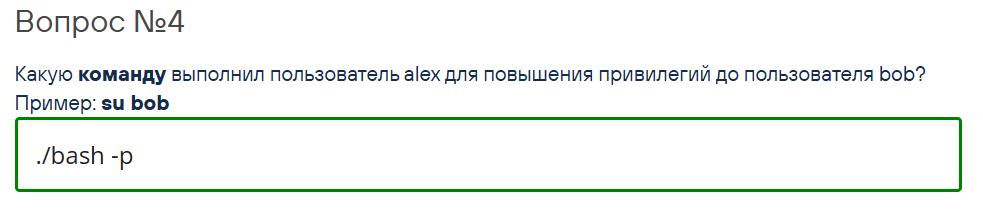 Вопрос №4
Какую команду выполнил пользователь alex для повышения привилегий до пользователя bob?
Пример: su bob
./bash -p